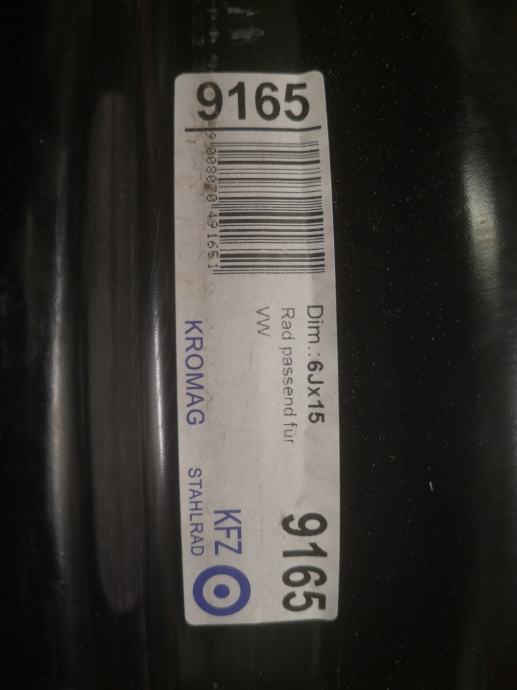 9165
9 008070 491651
Dim.: 6Jx15
Rad passend für
VW
9165
KROMAG
STAHLRAD
KFZ